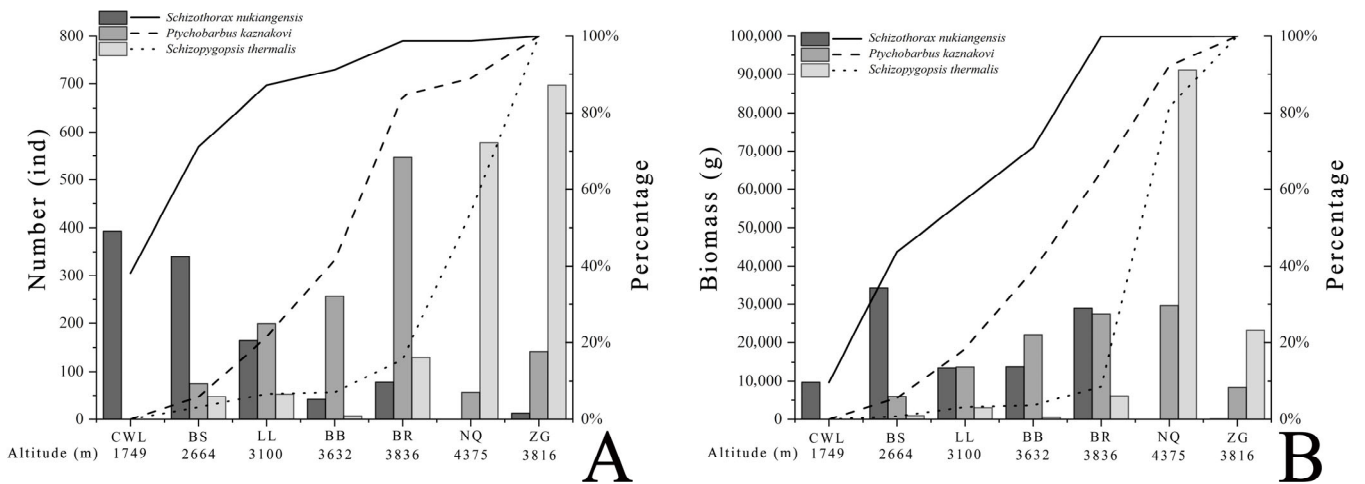 Schizothorax nukiangensis
Ptychobarbus kaznakovi
Schizopygopsis thermalis
800
700
600
500
400
300
200
100
0
Number (ind)
100%
80%
60%
40%
20%
0%
Percentage
CWL BS LL BB BR NQ ZG
Altitude (m) 1749 2664 3100 3632 3836 4375 3816
A
Schizothorax nukiangensis
Ptychobarbus kaznakovi
Schizopygopsis thermalis
100,000
90,000
80,000
70,000
60,000
50,000
40,000
30,000
20,000
10,000
0
Biomass (g)
100%
80%
60%
40%
20%
0%
Percentage
CWL BS LL BB BR NQ ZG
Altitude (m) 1749 2664 3100 3632 3836 4375 3816
B